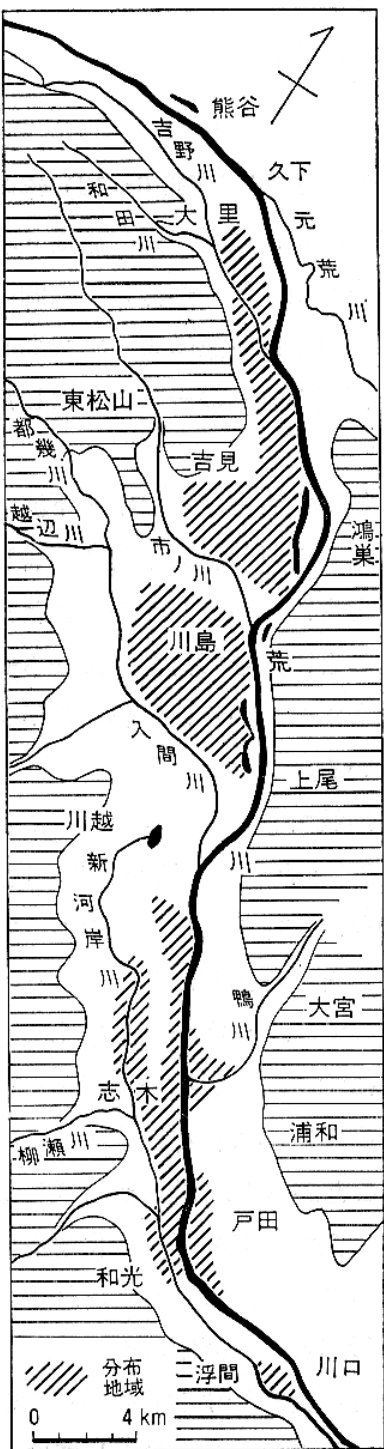 熊谷
吉野川
久下
和田川
大里
元荒川
東松山
吉見
都幾川
越辺川
市ノ川
鴻巣
川島
荒川
入間川
上尾
川越
新河岸川
鴨川
大宮
志木
柳瀬川
浦和
戸田
和光
分布
地域
浮間
川口
0 4km